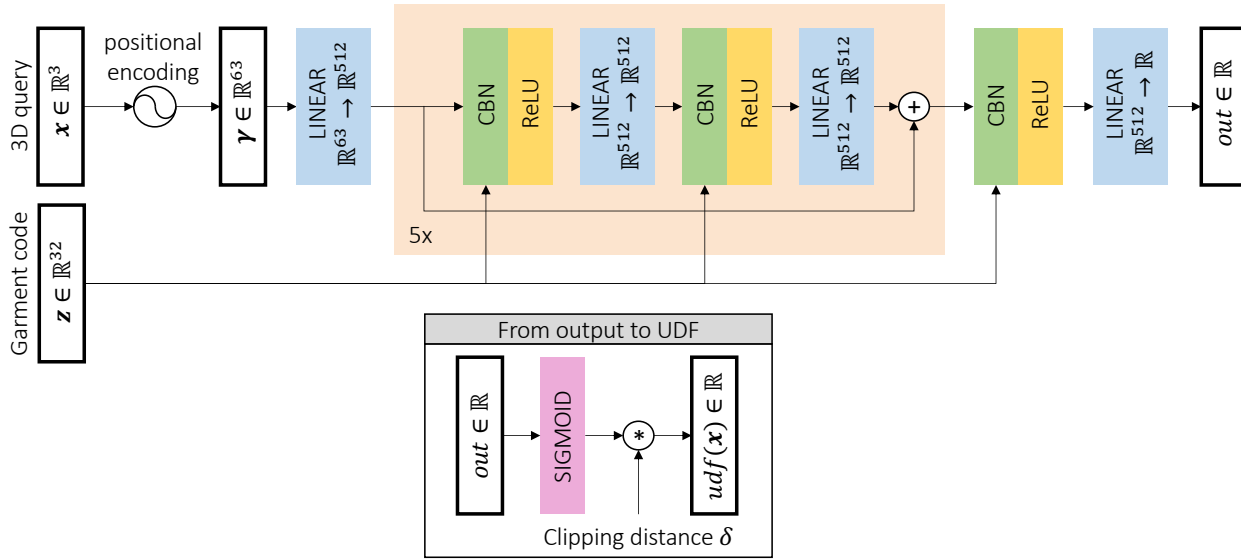 3D query
𝒙 ∈ ℝ³
positional
encoding
𝜸 ∈ ℝ⁶³
LINEAR
ℝ⁶³ → ℝ⁵¹²
CBN
ReLU
LINEAR
ℝ⁵¹² → ℝ⁵¹²
CBN
ReLU
LINEAR
ℝ⁵¹² → ℝ⁵¹²
+
5x
CBN
ReLU
LINEAR
ℝ⁵¹² → ℝ
𝑜𝑢𝑡 ∈ ℝ
Garment code
𝒛 ∈ ℝ³²
From output to UDF
𝑜𝑢𝑡 ∈ ℝ
SIGMOID
*
𝑢𝑑𝑓(𝒙) ∈ ℝ
Clipping distance 𝜹